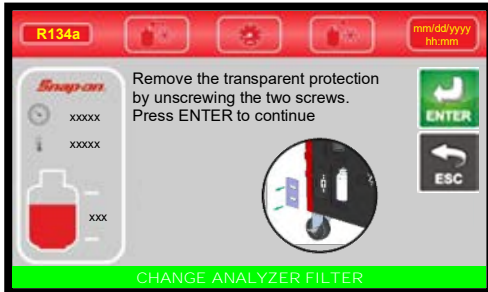 R134a
mm/dd/yyyy
hh:mm
Snap-on
xxxxx
xxxxx
xxx
Remove the transparent protection
by unscrewing the two screws.
Press ENTER to continue
ENTER
ESC
CHANGE ANALYZER FILTER